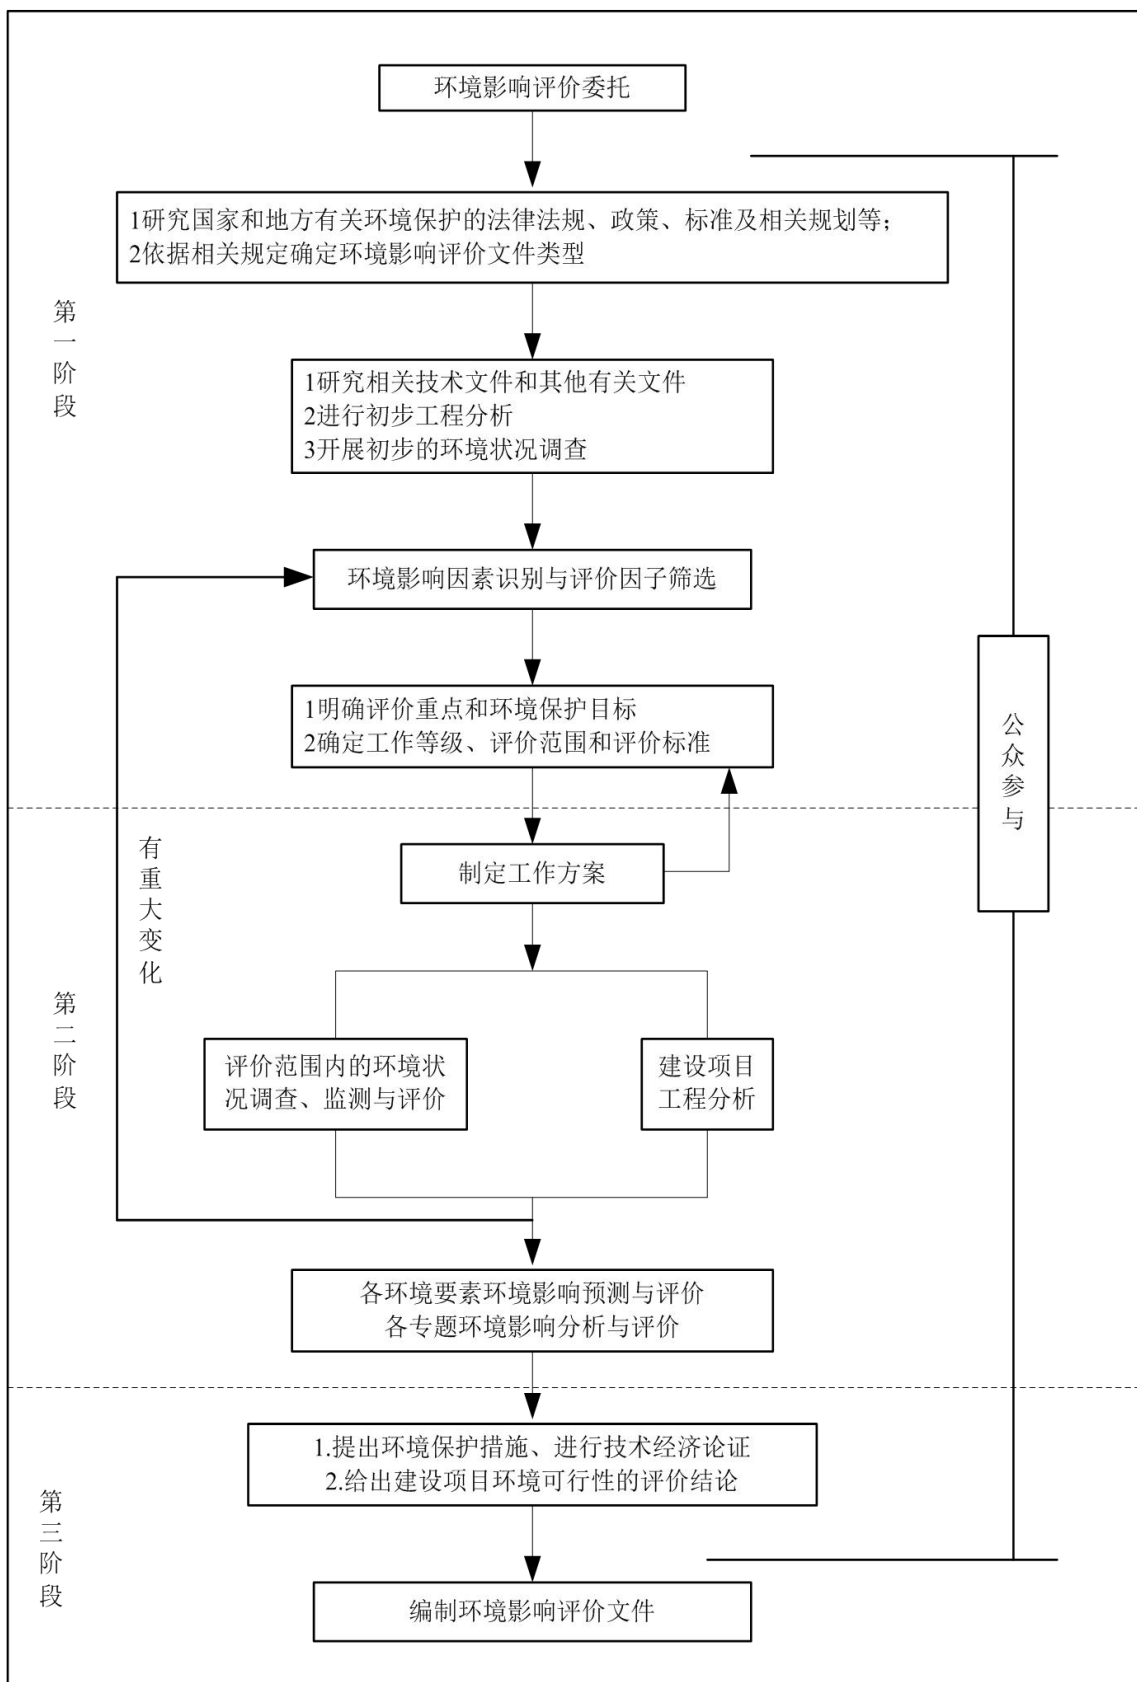 环境影响评价委托
1研究国家和地方有关环境保护的法律法规、政策、标准及相关规划等；
2依据相关规定确定环境影响评价文件类型
第一阶段
1研究相关技术文件和其他有关文件
2进行初步工程分析
3开展初步的环境状况调查
环境影响因素识别与评价因子筛选
1明确评价重点和环境保护目标
2确定工作等级、评价范围和评价标准
公众参与
有重大变化
制定工作方案
第二阶段
评价范围内的环境状
况调查、监测与评价
建设项目
工程分析
各环境要素环境影响预测与评价
各专题环境影响分析与评价
1.提出环境保护措施、进行技术经济论证
2.给出建设项目环境可行性的评价结论
第三阶段
编制环境影响评价文件